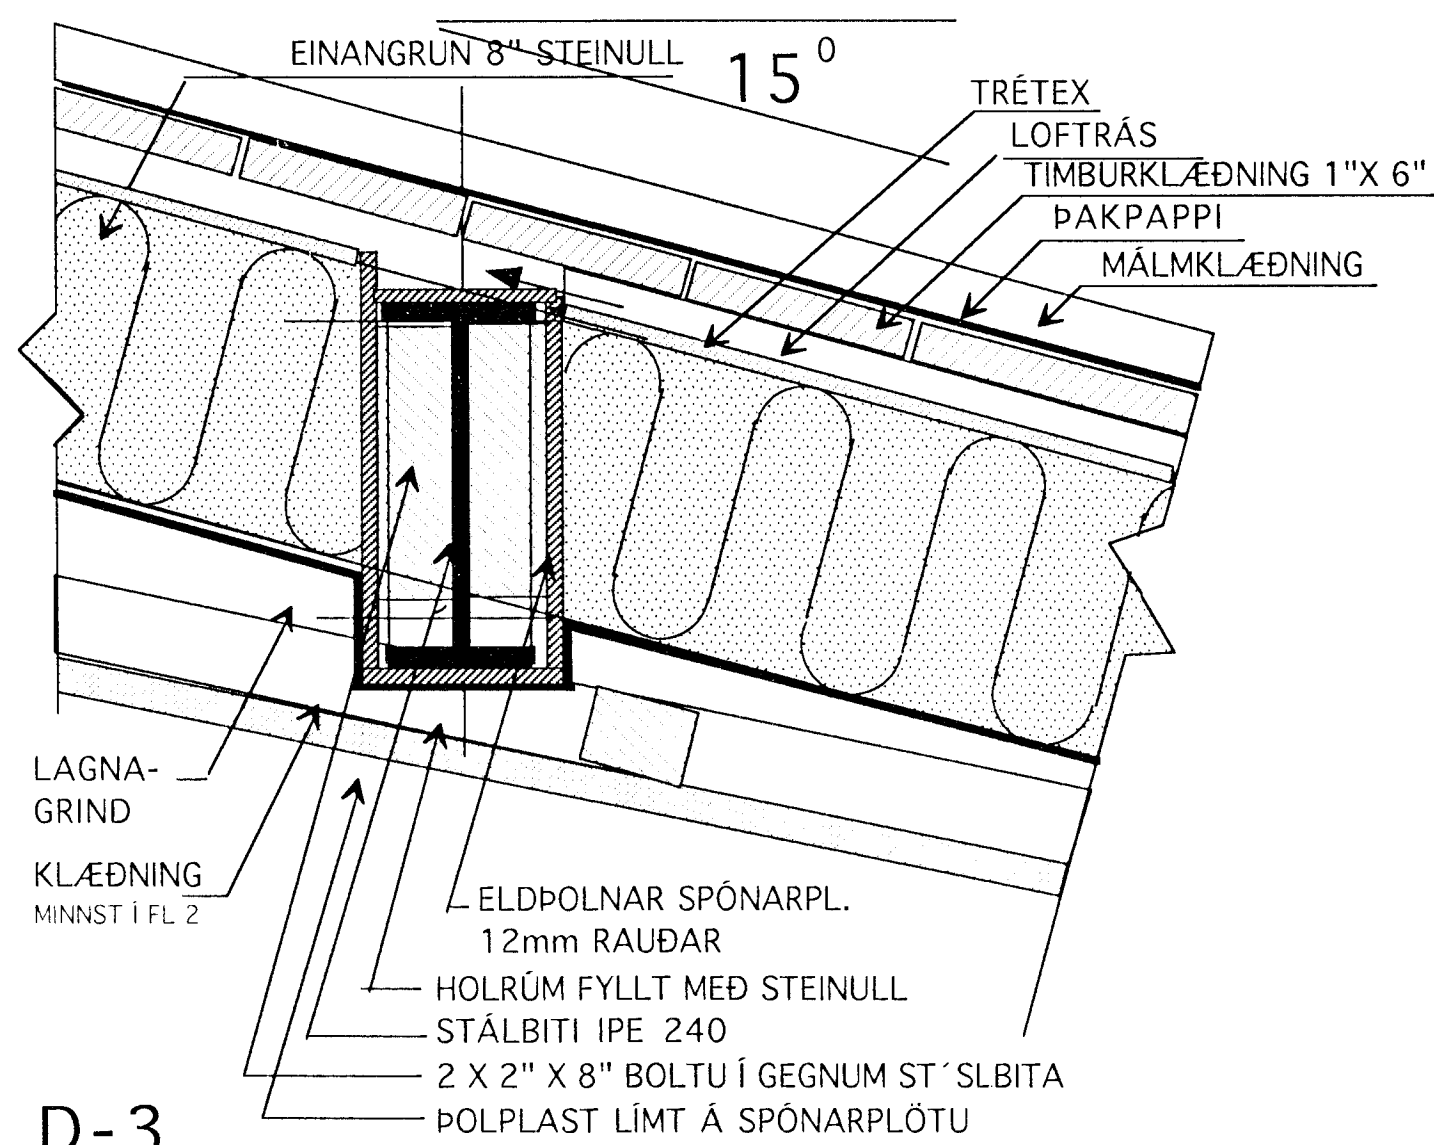 EINANGRUN 8" STEINULL
15°
TRÉTEX
LOFTRÁS
TIMBURKLÆÐNING 1"X 6"
ÞAKPAPPI
MÁLMKLÆÐNING
LAGNA-
GRIND
KLÆÐNING
MINNST Í FL 2
ELDÞOLNAR SPÓNARPL.
12mm RAUÐAR
HOLRÚM FYLLT MEÐ STEINULL
STÁLBITI IPE 240
2 X 2" X 8" BOLTU Í GEGNUM ST´SLBITA
ÞOLPLAST LÍMT Á SPÓNARPLÖTU
D-3